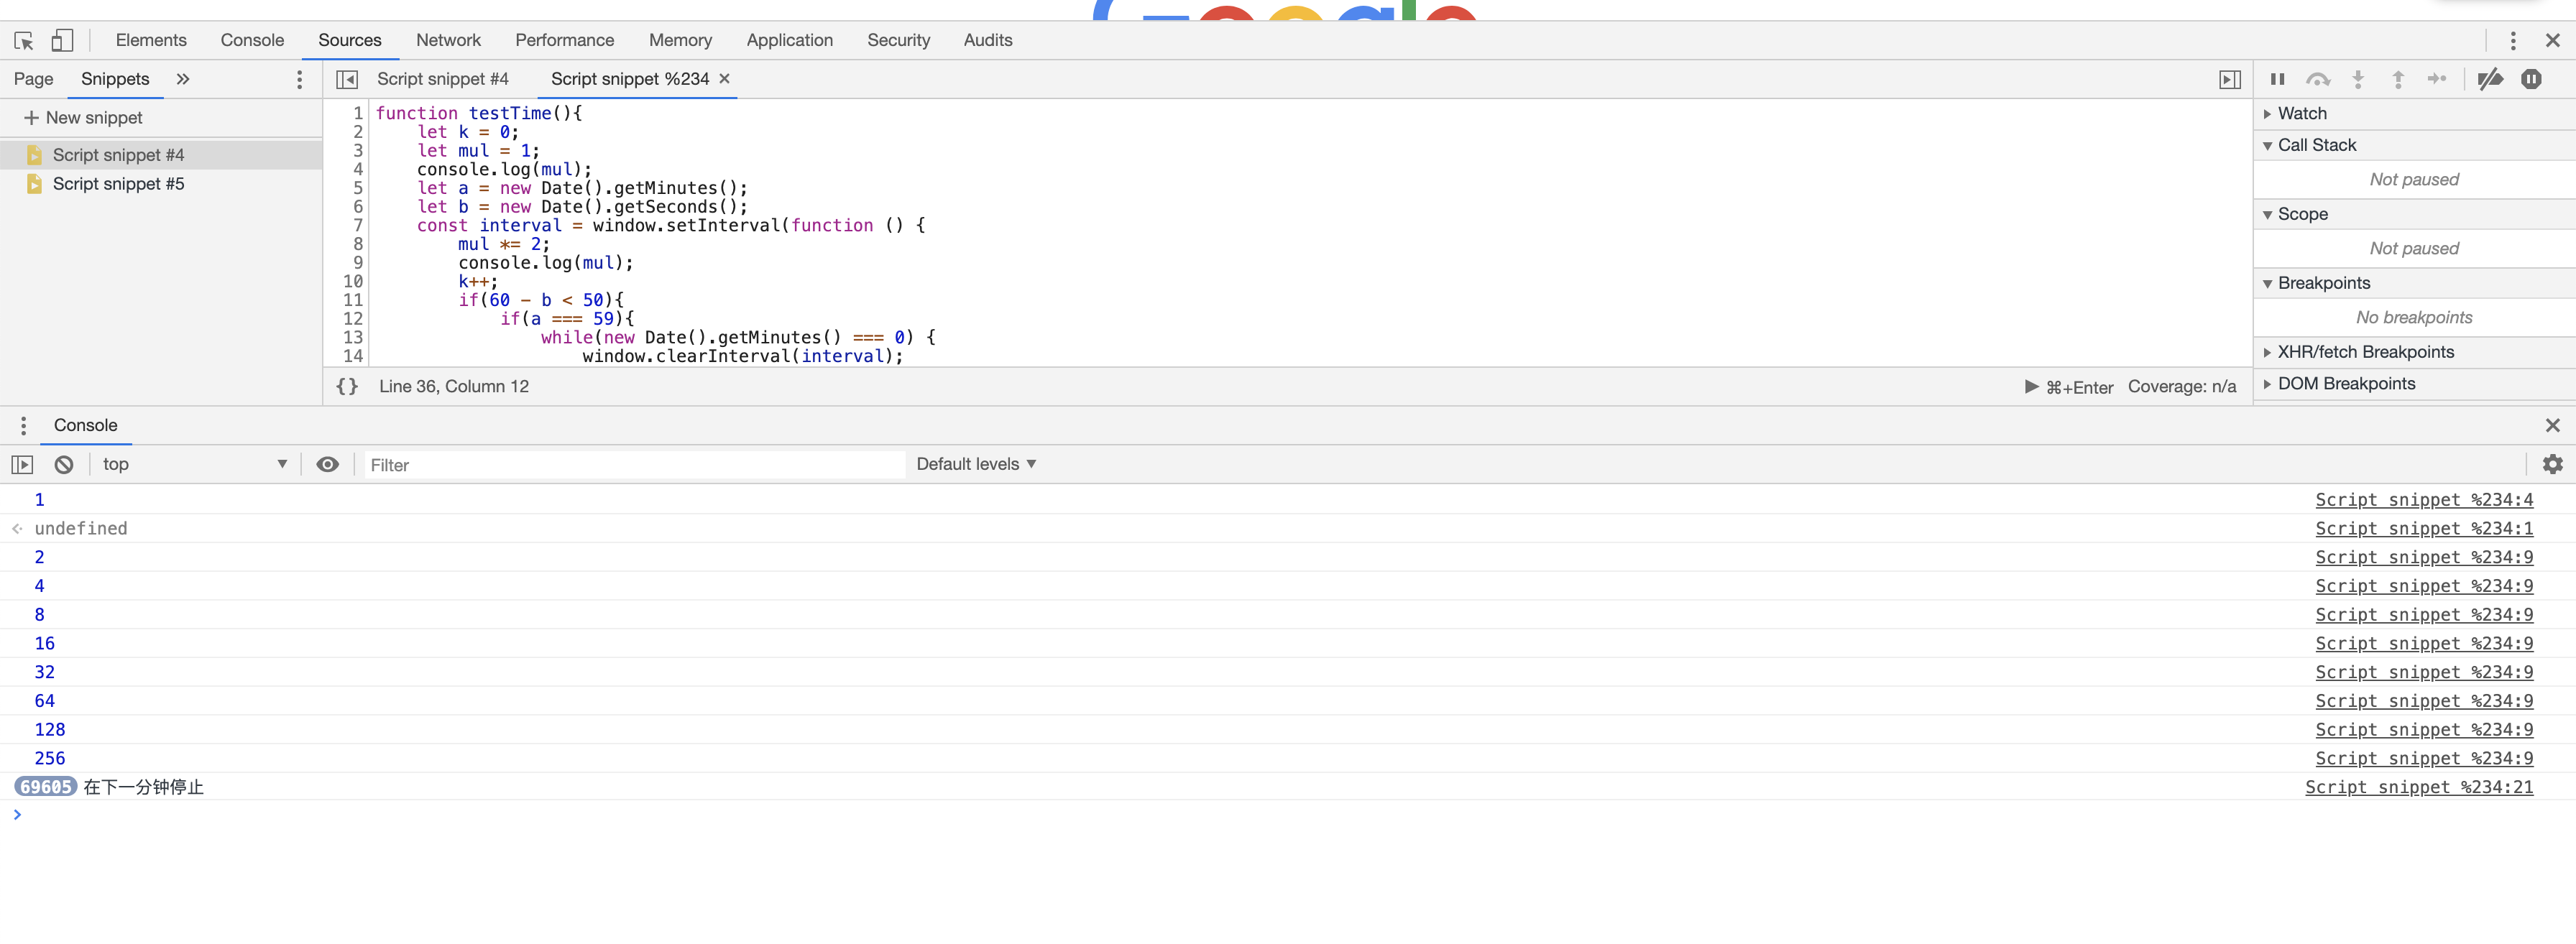 Elements Console Sources Network Performance Memory Application Security Audits
Page Snippets
Script snippet #4 Script snippet %234
New snippet
Script snippet #4
Script snippet #5
1 function testTime(){
2 let k = 0;
3 let mul = 1;
4 console.log(mul);
5 let a = new Date().getMinutes();
6 let b = new Date().getSeconds();
7 const interval = window.setInterval(function () {
8 mul *= 2;
9 console.log(mul);
10 k++;
11 if(60 - b < 50){
12 if(a === 59){
13 while(new Date().getMinutes() === 0) {
14 window.clearInterval(interval);
{} Line 36, Column 12
⌘+Enter Coverage: n/a
Watch
Call Stack
Not paused
Scope
Not paused
Breakpoints
No breakpoints
XHR/fetch Breakpoints
DOM Breakpoints
Console
top Filter Default levels
1 Script snippet %234:4
undefined Script snippet %234:1
2 Script snippet %234:9
4 Script snippet %234:9
8 Script snippet %234:9
16 Script snippet %234:9
32 Script snippet %234:9
64 Script snippet %234:9
128 Script snippet %234:9
256 Script snippet %234:9
69605 在下一分钟停止 Script snippet %234:21